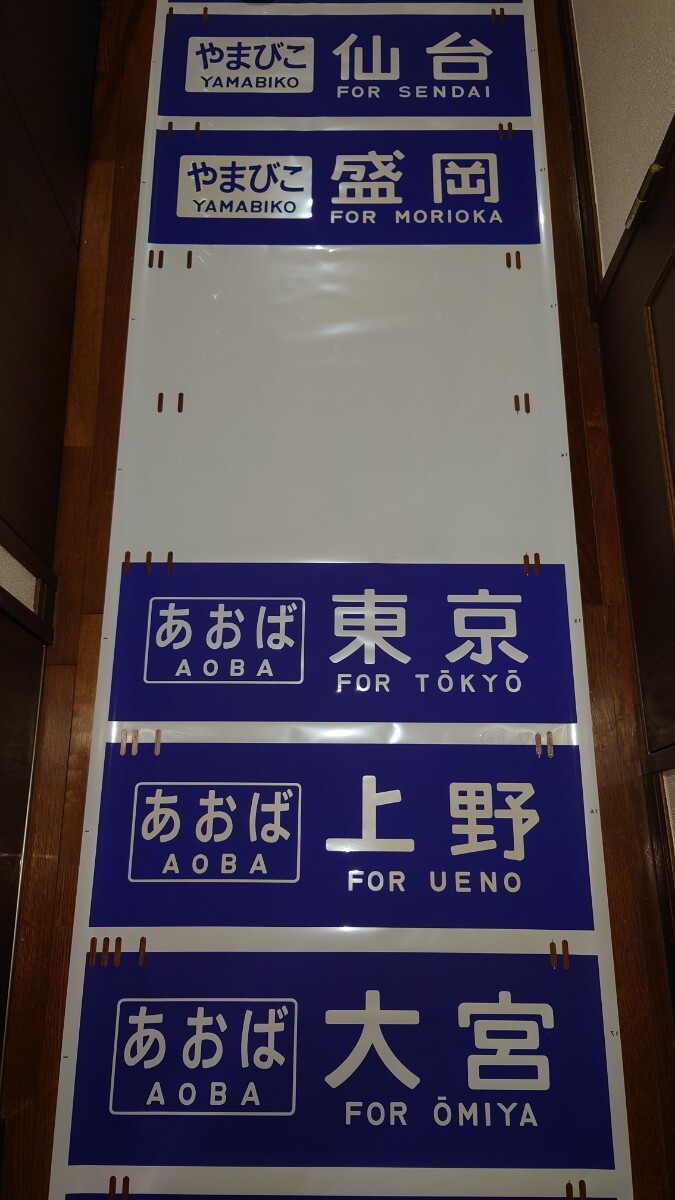 やまびこ 仙台
YAMABIKO FOR SENDAI
やまびこ 盛岡
YAMABIKO FOR MORIOKA
あおば 東京
AOBA FOR TŌKYŌ
あおば 上野
AOBA FOR UENO
あおば 大宮
AOBA FOR ŌMIYA